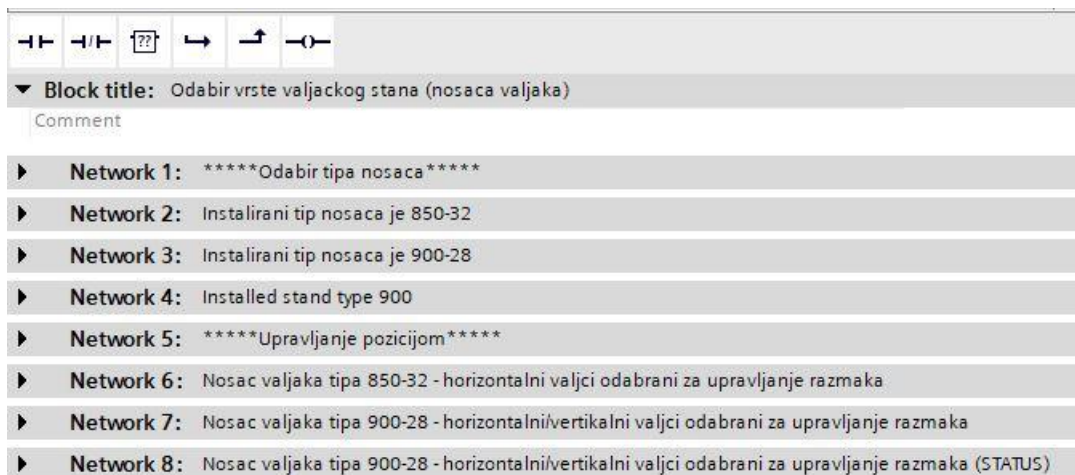 ??
Block title: Odabir vrste valjackog stana (nosaca valjaka)
Comment
Network 1: *****Odabir tipa nosaca*****
Network 2: Instalirani tip nosaca je 850-32
Network 3: Instalirani tip nosaca je 900-28
Network 4: Installed stand type 900
Network 5: *****Upravljanje pozicijom*****
Network 6: Nosac valjaka tipa 850-32 - horizontalni valjci odabrani za upravljanje razmaka
Network 7: Nosac valjaka tipa 900-28 - horizontalni/vertikalni valjci odabrani za upravljanje razmaka
Network 8: Nosac valjaka tipa 900-28 - horizontalni/vertikalni valjci odabrani za upravljanje razmaka (STATUS)